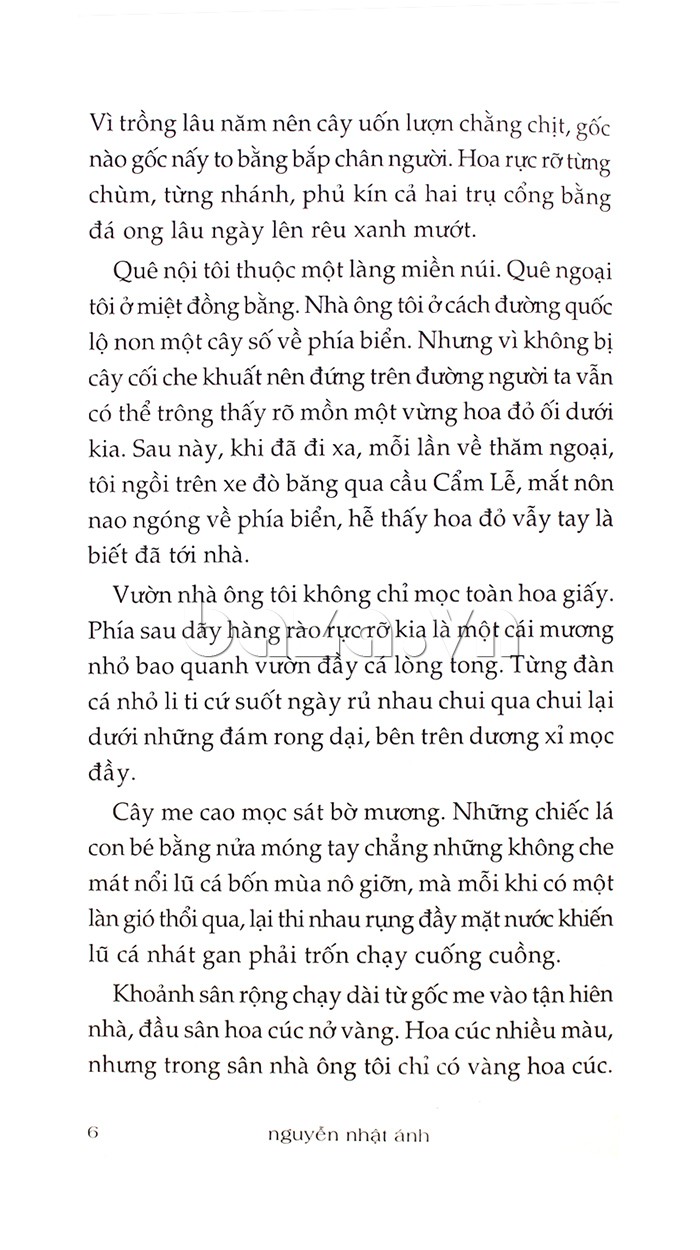 Vì trồng lâu năm nên cây uốn lượn chằng chịt, gốc
nào gốc nấy to bằng bắp chân người. Hoa rực rỡ từng
chùm, từng nhánh, phủ kín cả hai trụ cổng bằng
đá ong lâu ngày lên rêu xanh mướt.
Quê nội tôi thuộc một làng miền núi. Quê ngoại
tôi ở miệt đồng bằng. Nhà ông tôi ở cách đường quốc
lộ non một cây số về phía biển. Nhưng vì không bị
cây cối che khuất nên đứng trên đường người ta vẫn
có thể trông thấy rõ mồn một vừng hoa đỏ ối dưới
kia. Sau này, khi đã đi xa, mỗi lần về thăm ngoại,
tôi ngồi trên xe đò băng qua cầu Cẩm Lễ, mắt nôn
nao ngóng về phía biển, hễ thấy hoa đỏ vẫy tay là
biết đã tới nhà.
Vườn nhà ông tôi không chỉ mọc toàn hoa giấy.
Phía sau dãy hàng rào rực rỡ kia là một cái mương
nhỏ bao quanh vườn đầy cá lòng tong. Từng đàn
cá nhỏ li ti cứ suốt ngày rủ nhau chui qua chui lại
dưới những đám rong dại, bên trên dương xỉ mọc
đầy.
Cây me cao mọc sát bờ mương. Những chiếc lá
con bé bằng nửa móng tay chẳng những không che
mát nổi lũ cá bốn mùa nô giỡn, mà mỗi khi có một
làn gió thổi qua, lại thi nhau rụng đầy mặt nước khiến
lũ cá nhát gan phải trốn chạy cuống cuồng.
Khoảnh sân rộng chạy dài từ gốc me vào tận hiên
nhà, đầu sân hoa cúc nở vàng. Hoa cúc nhiều màu,
nhưng trong sân nhà ông tôi chỉ có vàng hoa cúc.
6 nguyễn nhật ánh
baza.vn